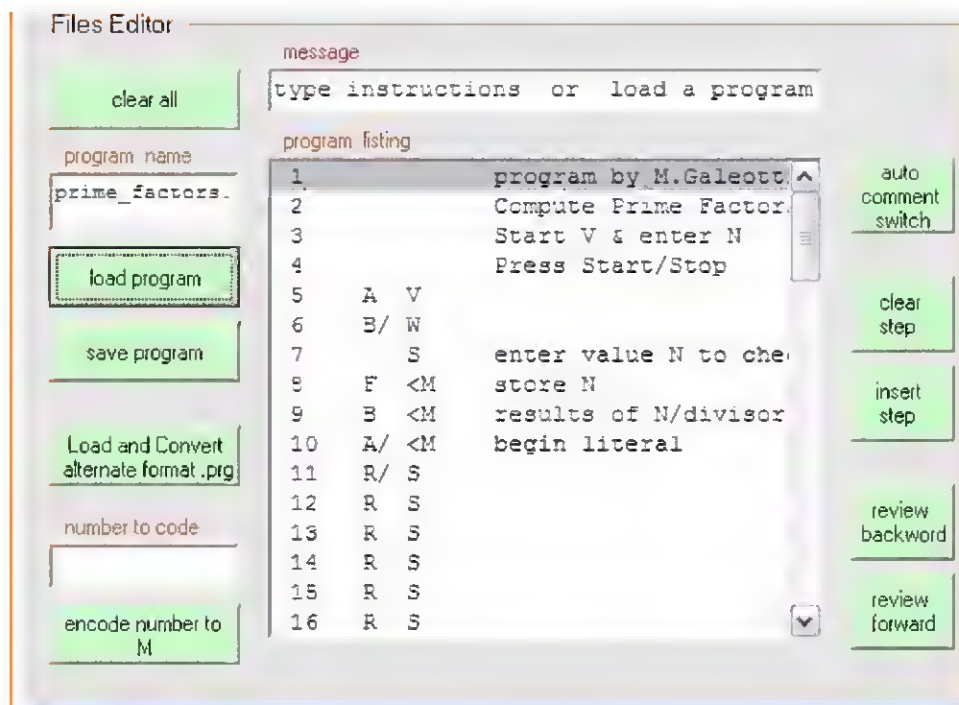 Files Editor
clear all
program name
prime_factors.
load program
save program
Load and Convert
alternate format .prg
number to code
encode number to
M
message
type instructions or load a program
program listing
1 program by M.Galeott
2 Compute Prime Factor
3 Start V & enter N
4 Press Start/Stop
5 A V
6 B/ W
7 S enter value N to che
8 F <M store N
9 B <M results of N/divisor
10 A/ <M begin literal
11 R/ S
12 R S
13 R S
14 R S
15 R S
16 R S
auto
comment
switch
clear
step
insert
step
review
backword
review
forward